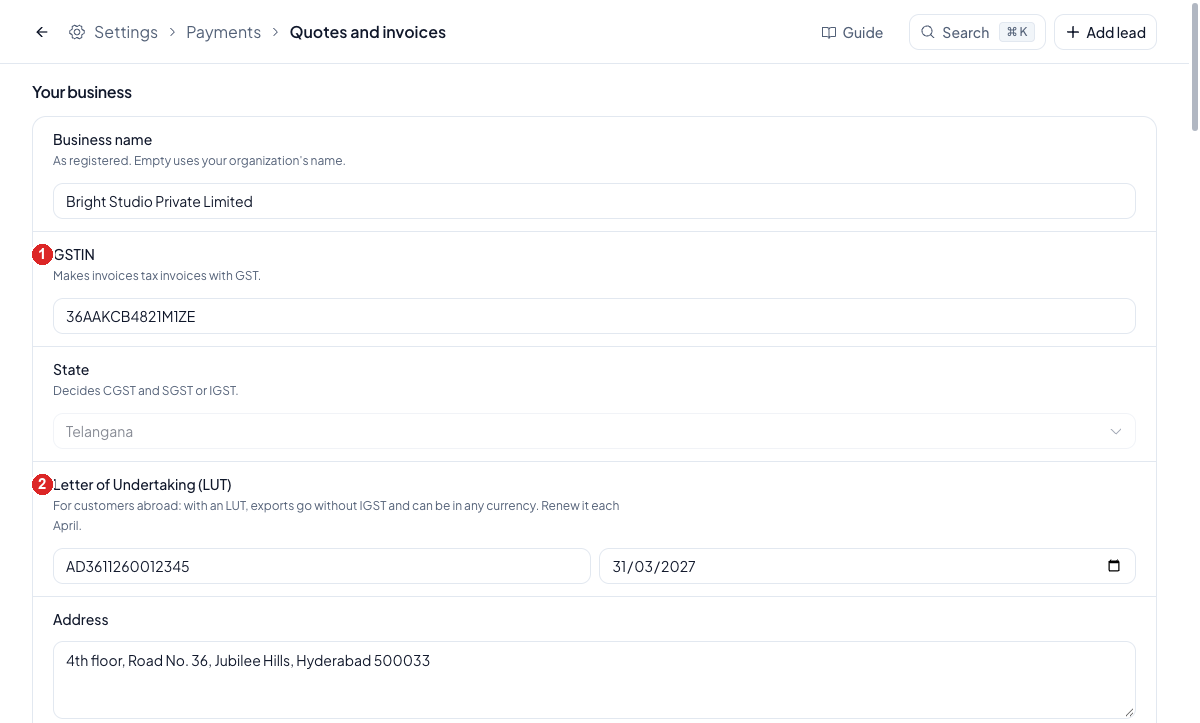 Settings > Payments > Quotes and invoices
Guide
Search ⌘ K
+ Add lead
Your business
Business name
As registered. Empty uses your organization's name.
Bright Studio Private Limited
1 GSTIN
Makes invoices tax invoices with GST.
36AAKCB4821M1ZE
State
Decides CGST and SGST or IGST.
Telangana
2 Letter of Undertaking (LUT)
For customers abroad: with an LUT, exports go without IGST and can be in any currency. Renew it each
April.
AD3611260012345
31/03/2027
Address
4th floor, Road No. 36, Jubilee Hills, Hyderabad 500033